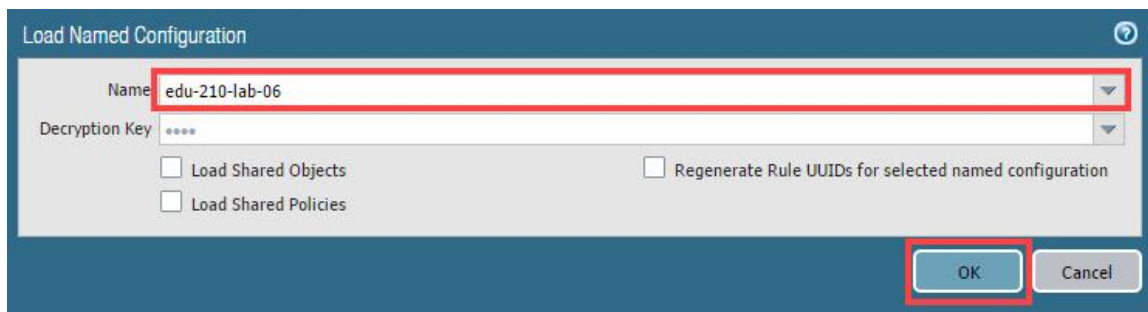 Load Named Configuration
Name edu-210-lab-06
Decryption Key ••••
Load Shared Objects Regenerate Rule UUIDs for selected named configuration
Load Shared Policies
OK Cancel